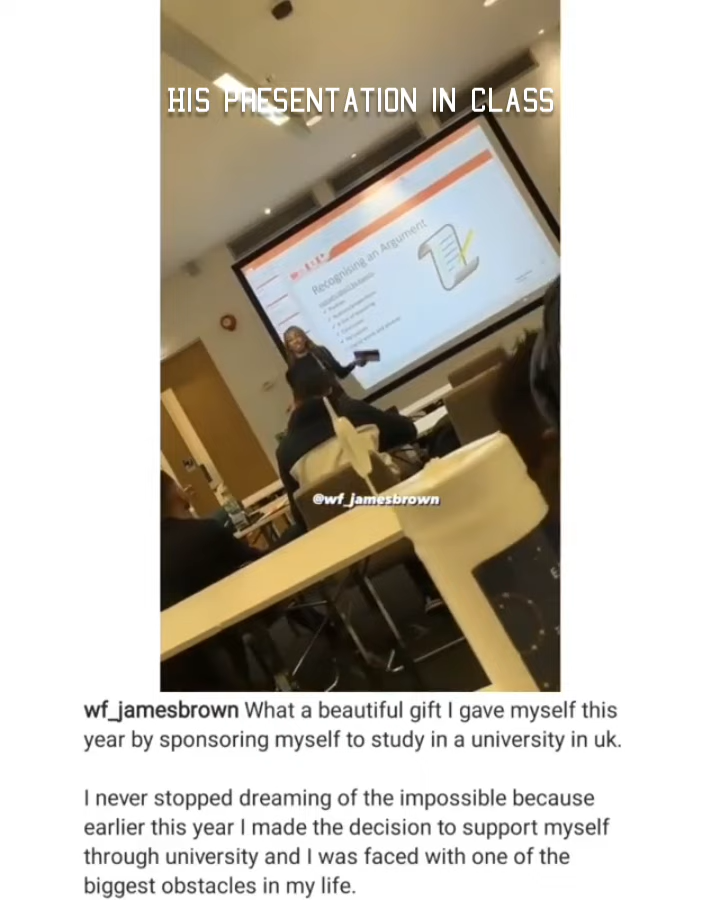 HIS PRESENTATION IN CLASS
Recognising an Argument
@wf_jamesbrown
wf_jamesbrown What a beautiful gift I gave myself this
year by sponsoring myself to study in a university in uk.
I never stopped dreaming of the impossible because
earlier this year I made the decision to support myself
through university and I was faced with one of the
biggest obstacles in my life.